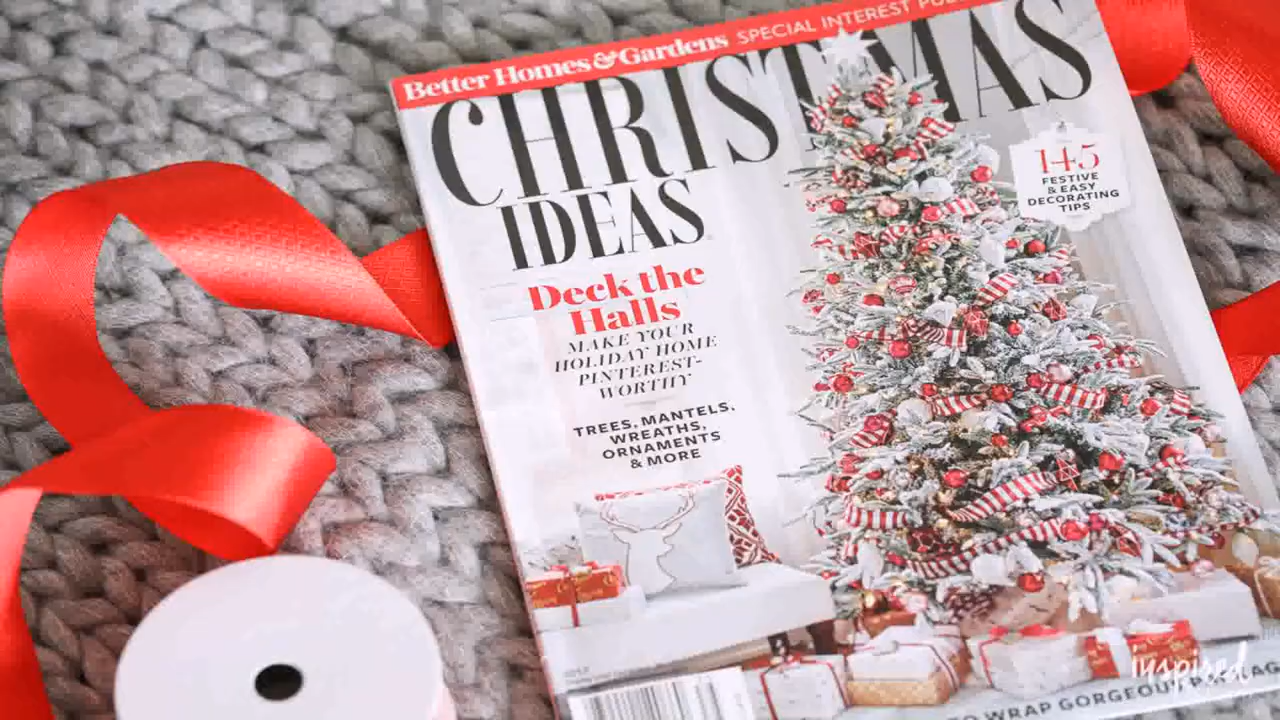 Better Homes & Gardens SPECIAL INTEREST
CHRISTMAS
IDEAS
145
FESTIVE
& EASY
DECORATING
TIPS
Deck the
Halls
MAKE YOUR
HOLIDAY HOME
PINTEREST-
WORTHY
TREES, MANTELS,
WREATHS,
ORNAMENTS
& MORE
inspired
WRAP GORGEOUS